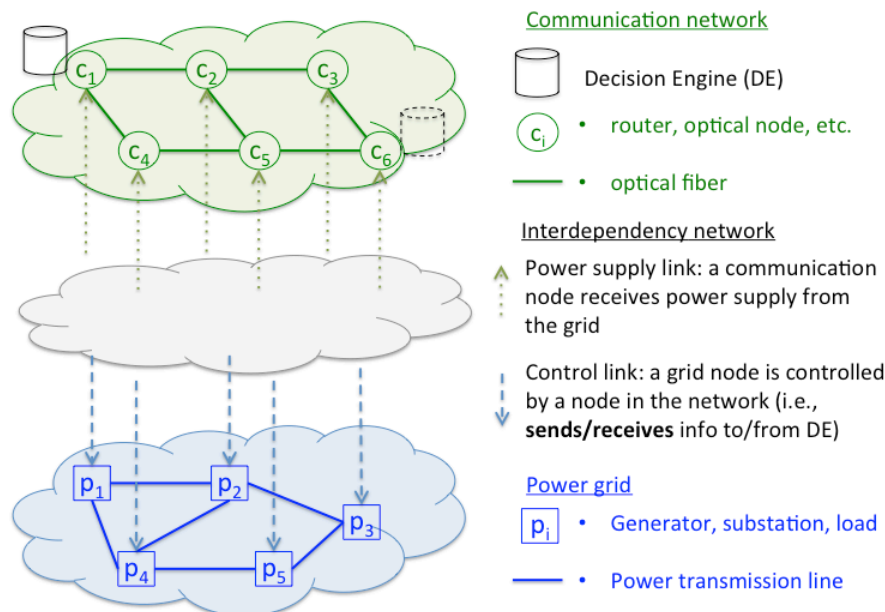 Communication network
Decision Engine (DE)
c₁ c₂ c₃
cᵢ • router, optical node, etc.
c₄ c₅ c₆
• optical fiber
Interdependency network
Power supply link: a communication
node receives power supply from
the grid
Control link: a grid node is controlled
by a node in the network (i.e.,
sends/receives info to/from DE)
p₁ p₂
Power grid
p₃
pᵢ • Generator, substation, load
p₄ p₅
• Power transmission line